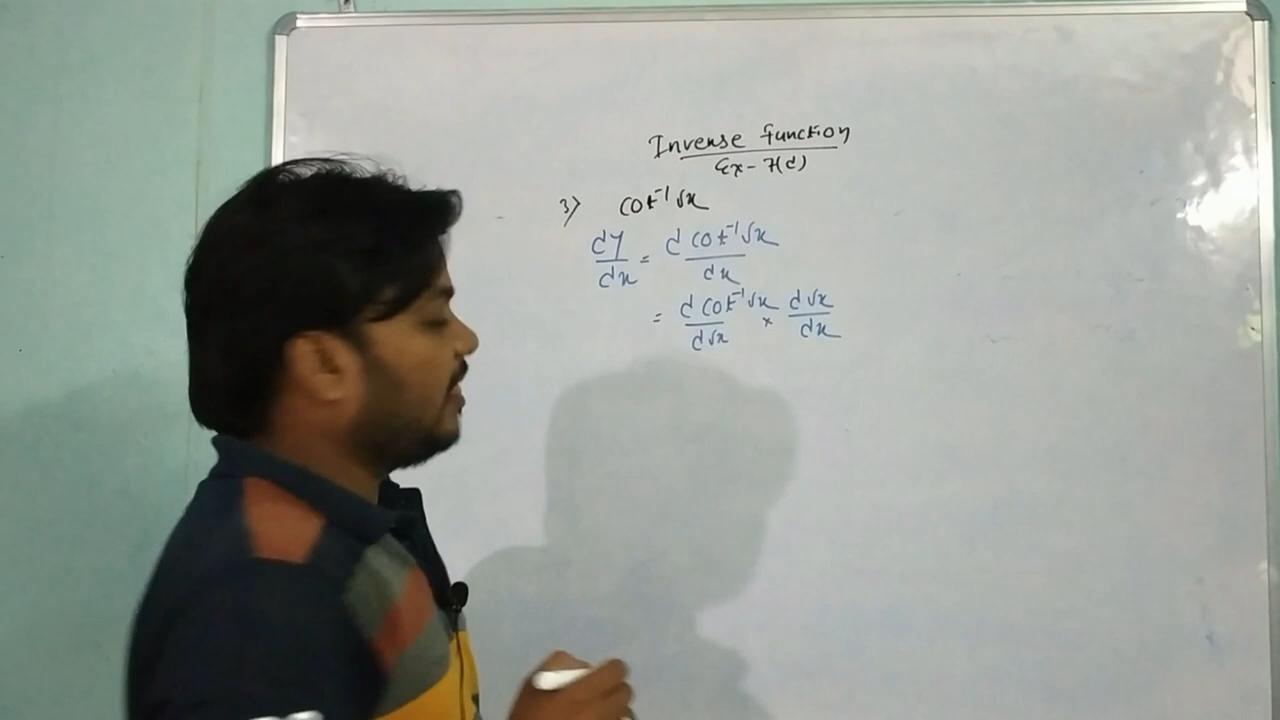 Inverse function
Ex - 7(d)
3) cot⁻¹√x
dy/dx = d cot⁻¹√x/dx
= d cot⁻¹√x/d√x × d√x/dx